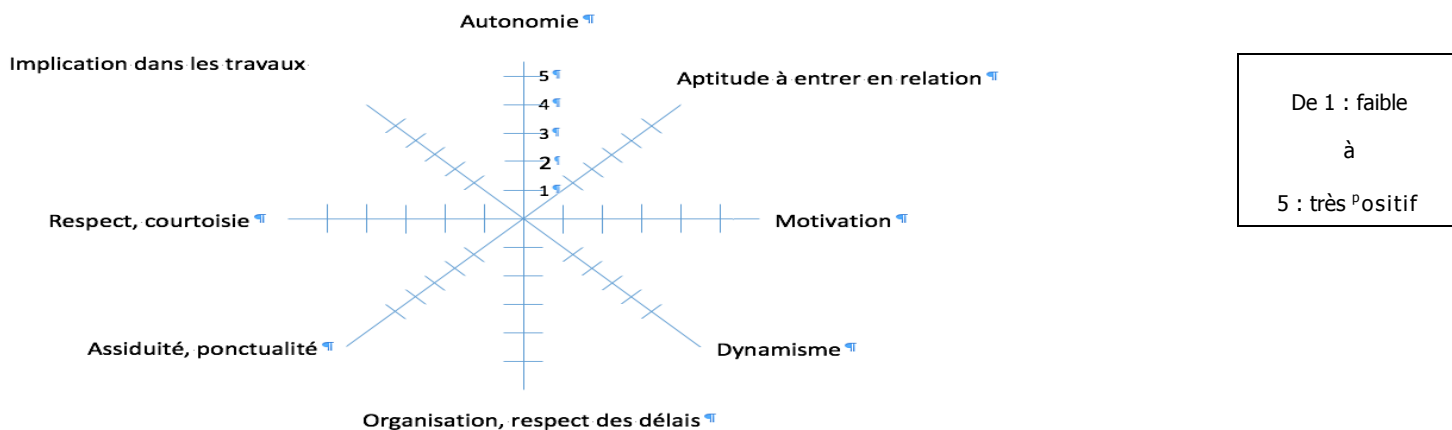 Autonomie ¶
Implication dans les travaux
Aptitude à entrer en relation ¶
5 ¶
4 ¶
3 ¶
2 ¶
1 ¶
Respect, courtoisie ¶
Motivation ¶
Assiduité, ponctualité ¶
Dynamisme ¶
Organisation, respect des délais ¶
De 1 : faible
à
5 : très positif